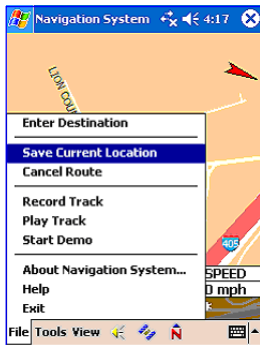 Navigation System 4:17
LION COU
Enter Destination
Save Current Location
Cancel Route
Record Track
Play Track
Start Demo
About Navigation System...
Help
Exit
405
SPEED
0 mph
File Tools View N